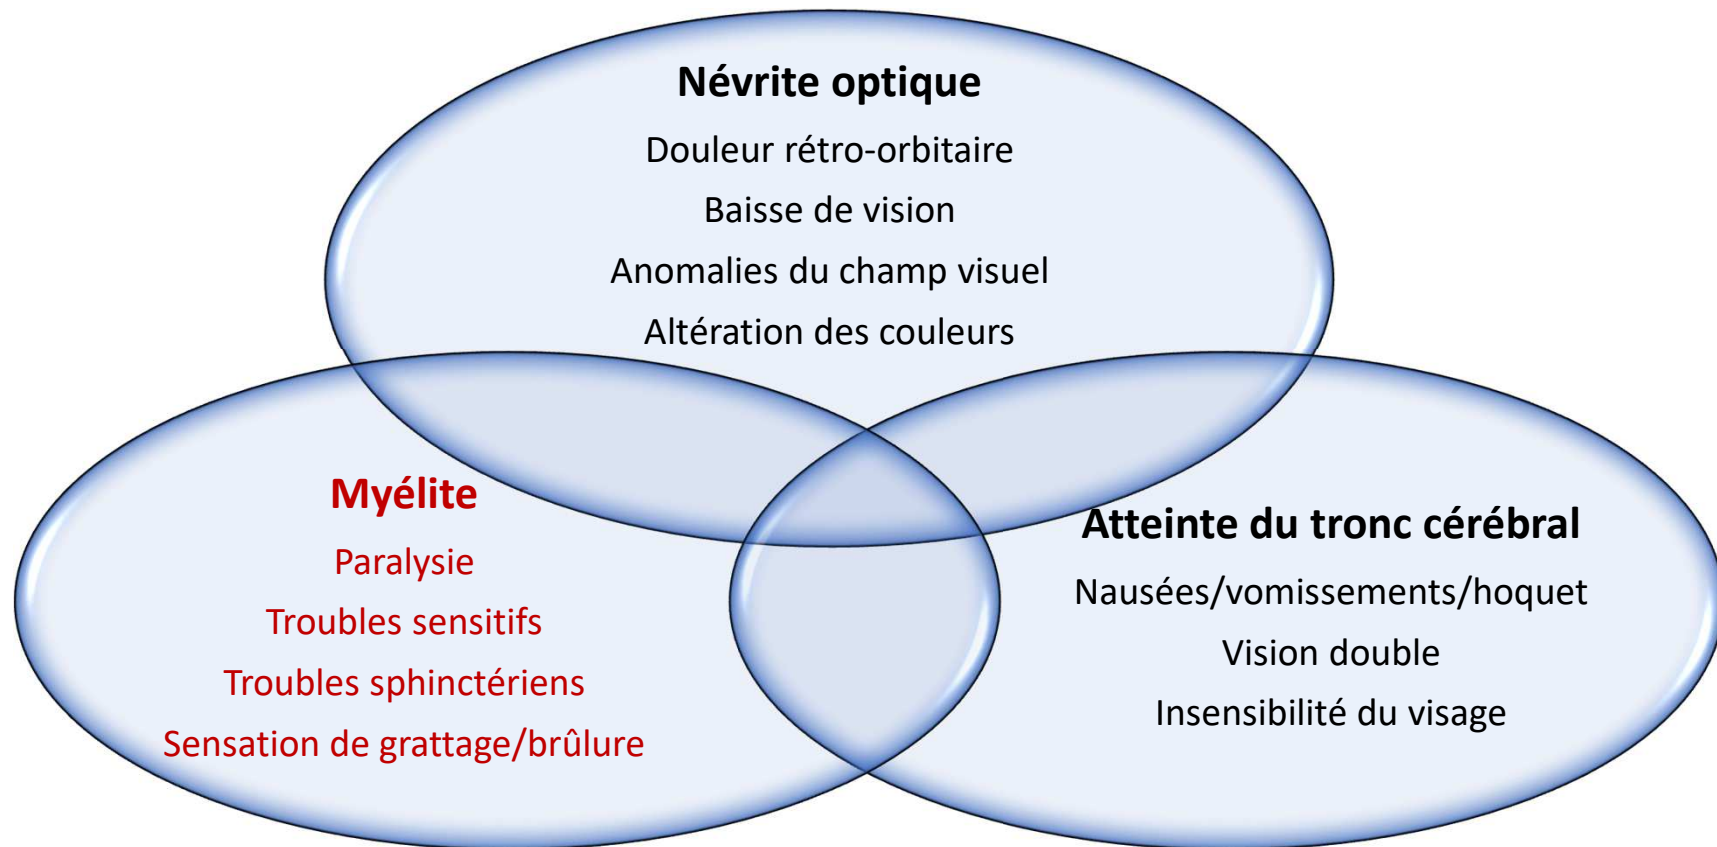 Névrite optique
Douleur rétro-orbitaire
Baisse de vision
Anomalies du champ visuel
Altération des couleurs
Myélite
Paralysie
Troubles sensitifs
Troubles sphinctériens
Sensation de grattage/brûlure
Atteinte du tronc cérébral
Nausées/vomissements/hoquet
Vision double
Insensibilité du visage